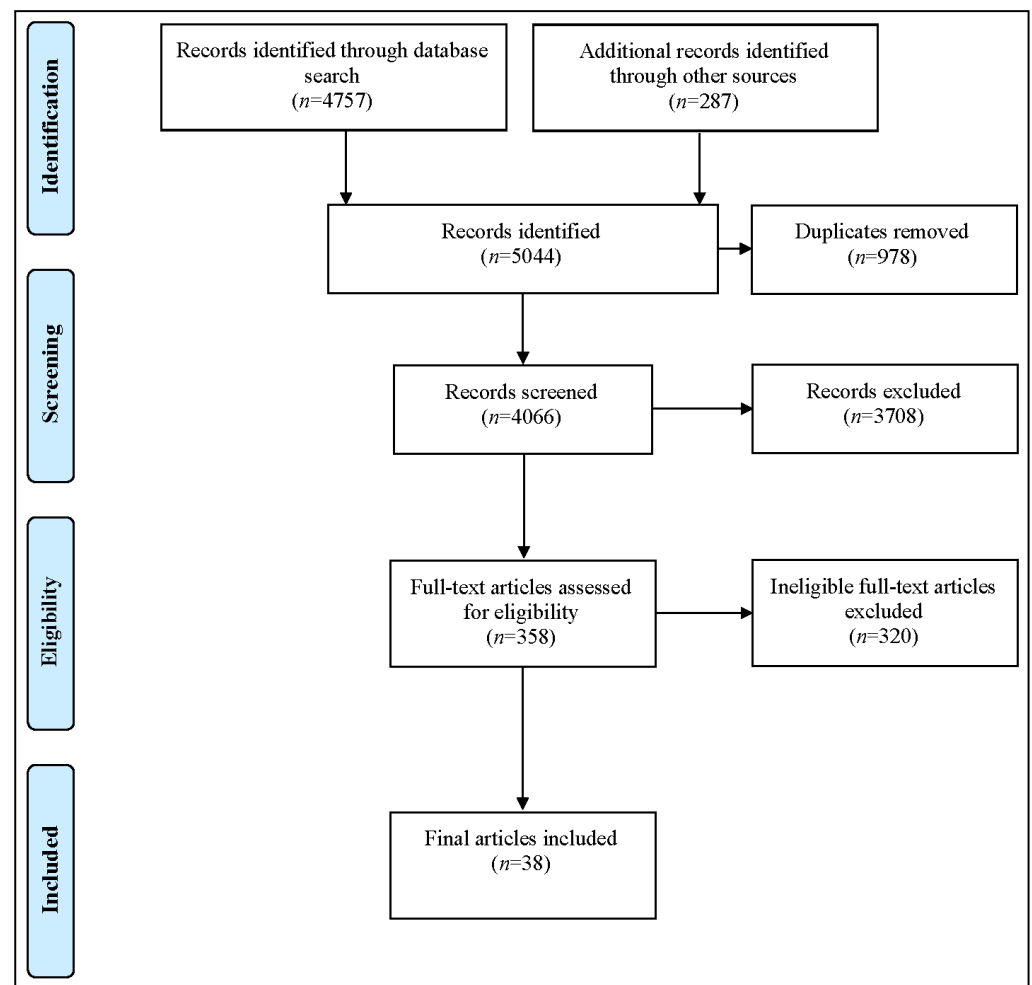 Identification
Records identified through database
search
(n=4757)
Additional records identified
through other sources
(n=287)
Records identified
(n=5044)
Duplicates removed
(n=978)
Screening
Records screened
(n=4066)
Records excluded
(n=3708)
Eligibility
Full-text articles assessed
for eligibility
(n=358)
Ineligible full-text articles
excluded
(n=320)
Included
Final articles included
(n=38)